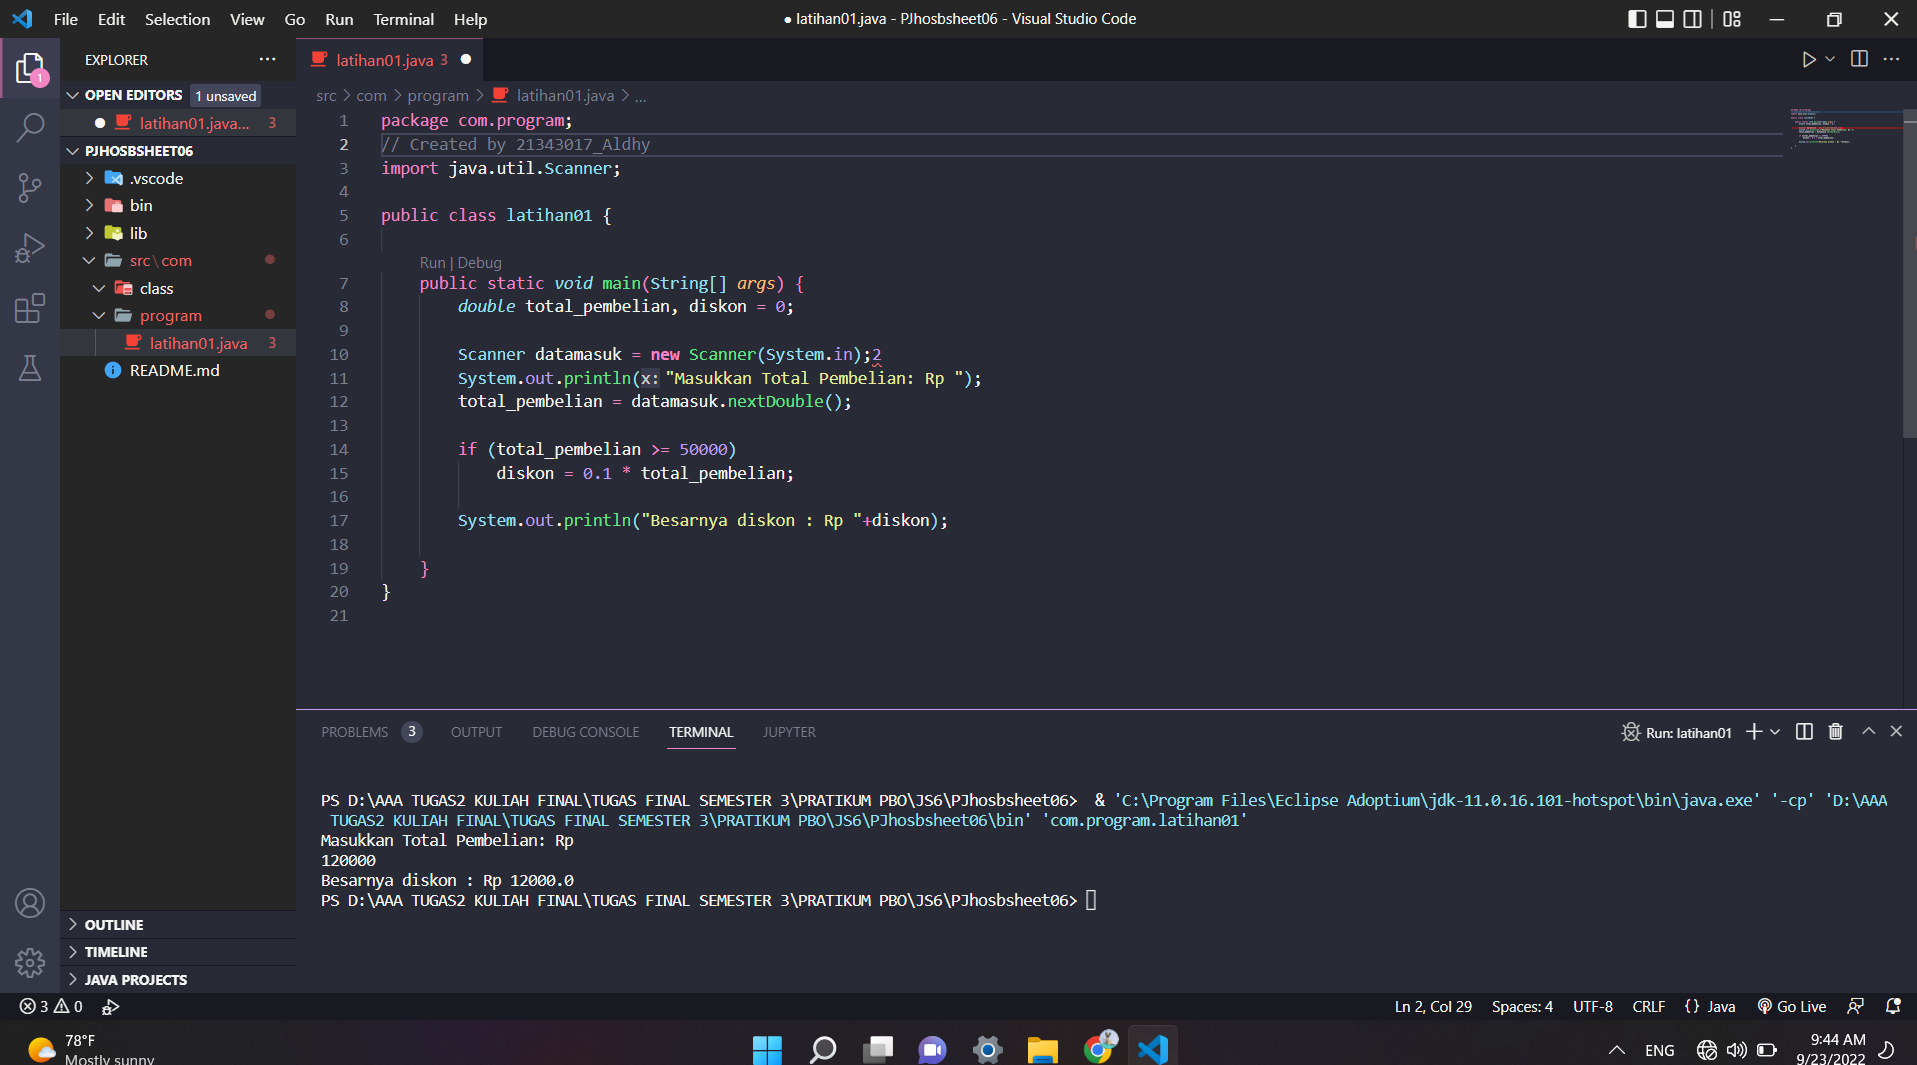 File Edit Selection View Go Run Terminal Help
● latihan01.java - PJhosbsheet06 - Visual Studio Code
EXPLORER
OPEN EDITORS 1 unsaved
latihan01.java... 3
PJHOSBSHEET06
.vscode
bin
lib
src\com
class
program
latihan01.java 3
README.md
OUTLINE
TIMELINE
JAVA PROJECTS
1
latihan01.java 3
src > com > program > latihan01.java > ...
1 package com.program;
2 // Created by 21343017_Aldhy
3 import java.util.Scanner;
4
5 public class latihan01 {
6
Run | Debug
7 public static void main(String[] args) {
8 double total_pembelian, diskon = 0;
9
10 Scanner datamasuk = new Scanner(System.in);2
11 System.out.println(x: "Masukkan Total Pembelian: Rp ");
12 total_pembelian = datamasuk.nextDouble();
13
14 if (total_pembelian >= 50000)
15 diskon = 0.1 * total_pembelian;
16
17 System.out.println("Besarnya diskon : Rp "+diskon);
18
19 }
20 }
21
PROBLEMS 3 OUTPUT DEBUG CONSOLE TERMINAL JUPYTER
Run: latihan01
PS D:\AAA TUGAS2 KULIAH FINAL\TUGAS FINAL SEMESTER 3\PRATIKUM PBO\JS6\PJhosbsheet06> & 'C:\Program Files\Eclipse Adoptium\jdk-11.0.16.101-hotspot\bin\java.exe' '-cp' 'D:\AAA
TUGAS2 KULIAH FINAL\TUGAS FINAL SEMESTER 3\PRATIKUM PBO\JS6\PJhosbsheet06\bin' 'com.program.latihan01'
Masukkan Total Pembelian: Rp
120000
Besarnya diskon : Rp 12000.0
PS D:\AAA TUGAS2 KULIAH FINAL\TUGAS FINAL SEMESTER 3\PRATIKUM PBO\JS6\PJhosbsheet06>
3 0
Ln 2, Col 29 Spaces: 4 UTF-8 CRLF {} Java Go Live
78°F
Mostly sunny
ENG
9:44 AM
9/23/2022